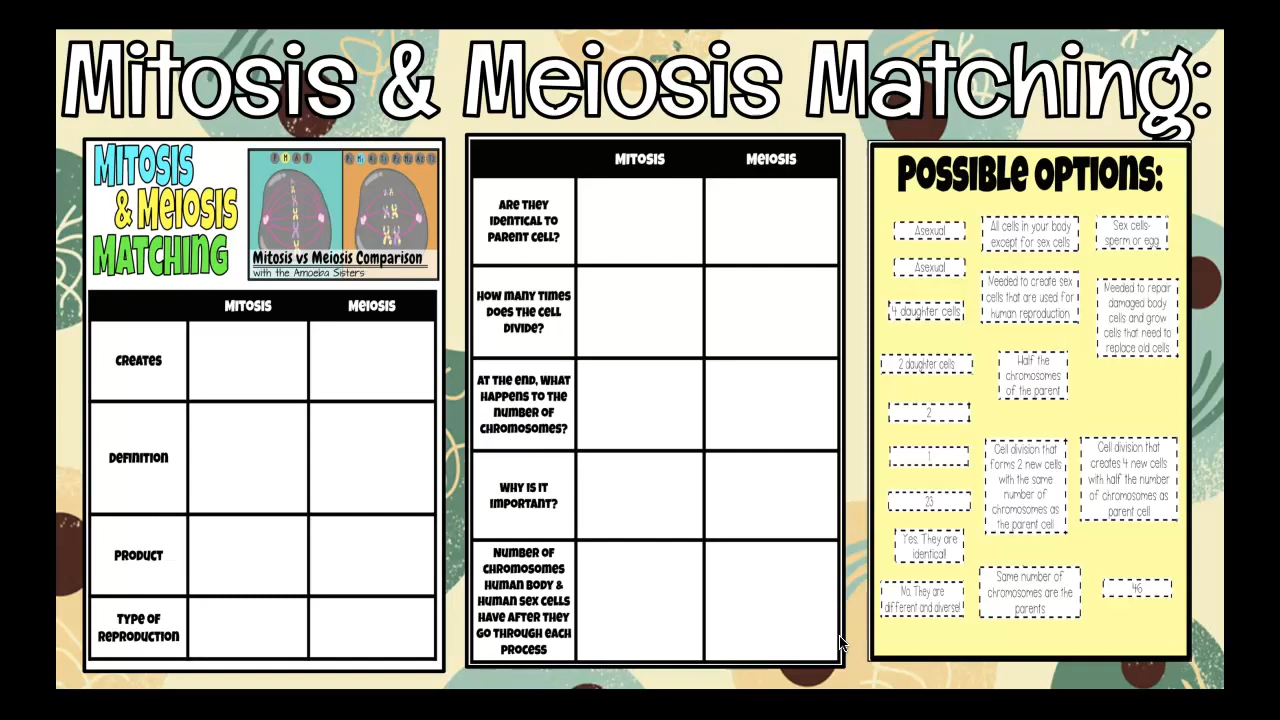 Mitosis & Meiosis Matching:
MITOSIS
& MEIOSIS
MATCHING
P M A T
Mitosis vs Meiosis Comparison
with the Amoeba Sisters
MITOSIS MEIOSIS
CREATES
DEFINITION
PRODUCT
TYPE OF
REPRODUCTION
MITOSIS MEIOSIS
ARE THEY
IDENTICAL TO
PARENT CELL?
HOW MANY TIMES
DOES THE CELL
DIVIDE?
AT THE END, WHAT
HAPPENS TO THE
NUMBER OF
CHROMOSOMES?
WHY IS IT
IMPORTANT?
NUMBER OF
CHROMOSOMES
HUMAN BODY &
HUMAN SEX CELLS
HAVE AFTER THEY
GO THROUGH EACH
PROCESS
POSSIBLE OPTIONS:
Asexual
All cells in your body
except for sex cells
Sex cells-
sperm or egg
Asexual
Needed to create sex
cells that are used for
human reproduction
Needed to repair
damaged body
cells and grow
cells that need to
replace old cells
4 daughter cells
2 daughter cells
Half the
chromosomes
of the parent
2
1
Cell division that
forms 2 new cells
with the same
number of
chromosomes as
the parent cell
Cell division that
creates 4 new cells
with half the number
of chromosomes as
parent cell
23
Yes. They are
identical!
No. They are
different and diverse!
Same number of
chromosomes are the
parents
46